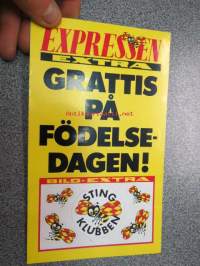 EXPRESSEN
EXTRA
GRATTIS
PÅ
FÖDELSE-
DAGEN!
BILD-EXTRA
STING
KLUBBEN